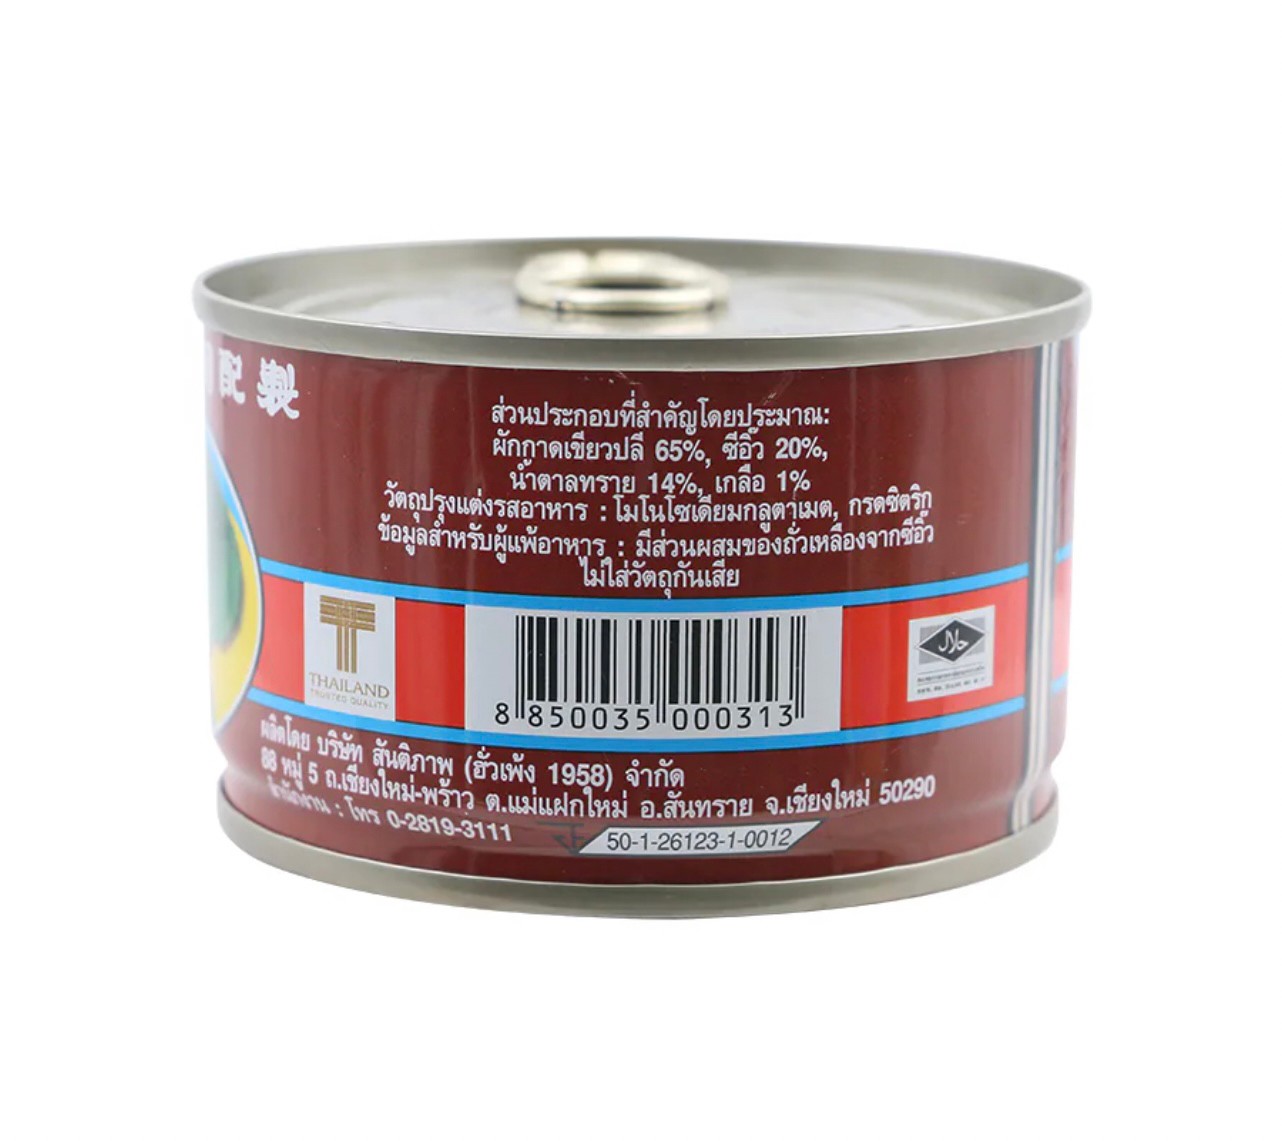 配製
ส่วนประกอบที่สำคัญโดยประมาณ:
ผักกาดเขียวปลี 65%, ซีอิ๊ว 20%,
น้ำตาลทราย 14%, เกลือ 1%
วัตถุปรุงแต่งรสอาหาร : โมโนโซเดียมกลูตาเมต, กรดซิตริก
ข้อมูลสำหรับผู้แพ้อาหาร : มีส่วนผสมของถั่วเหลืองจากซีอิ๊ว
ไม่ใส่วัตถุกันเสีย
THAILAND
TRUSTED QUALITY
8 850035 000313
حلال
ผลิตโดย บริษัท สันติภาพ (ฮั่วเพ้ง 1958) จำกัด
88 หมู่ 5 ถ.เชียงใหม่-พร้าว ต.แม่แฝกใหม่ อ.สันทราย จ.เชียงใหม่ 50290
สำนักงาน : โทร 0-2819-3111
50-1-26123-1-0012